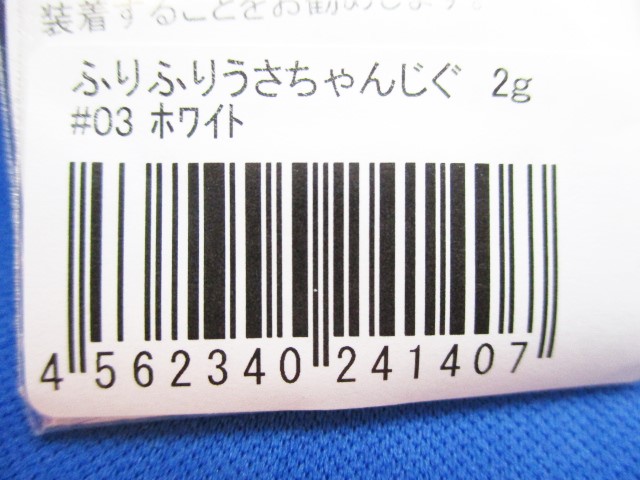 装着することをお勧めします。
ふりふりうさちゃんじぐ 2g
#03 ホワイト
4 562340 241407